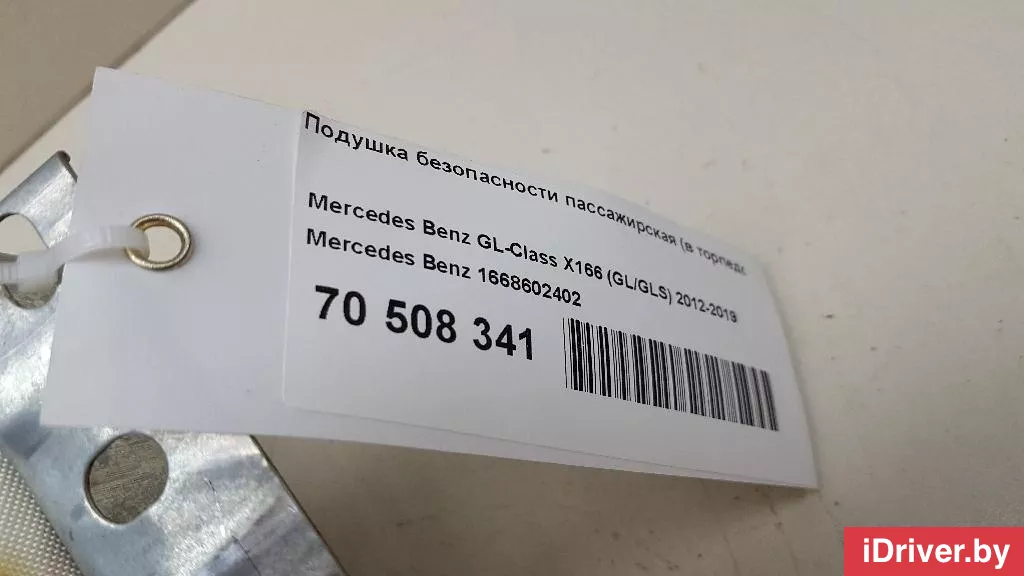 Подушка безопасности пассажирская (в торпедо
Mercedes Benz GL-Class X166 (GL/GLS) 2012-2019
Mercedes Benz 1668602402
70 508 341
iDriver.by